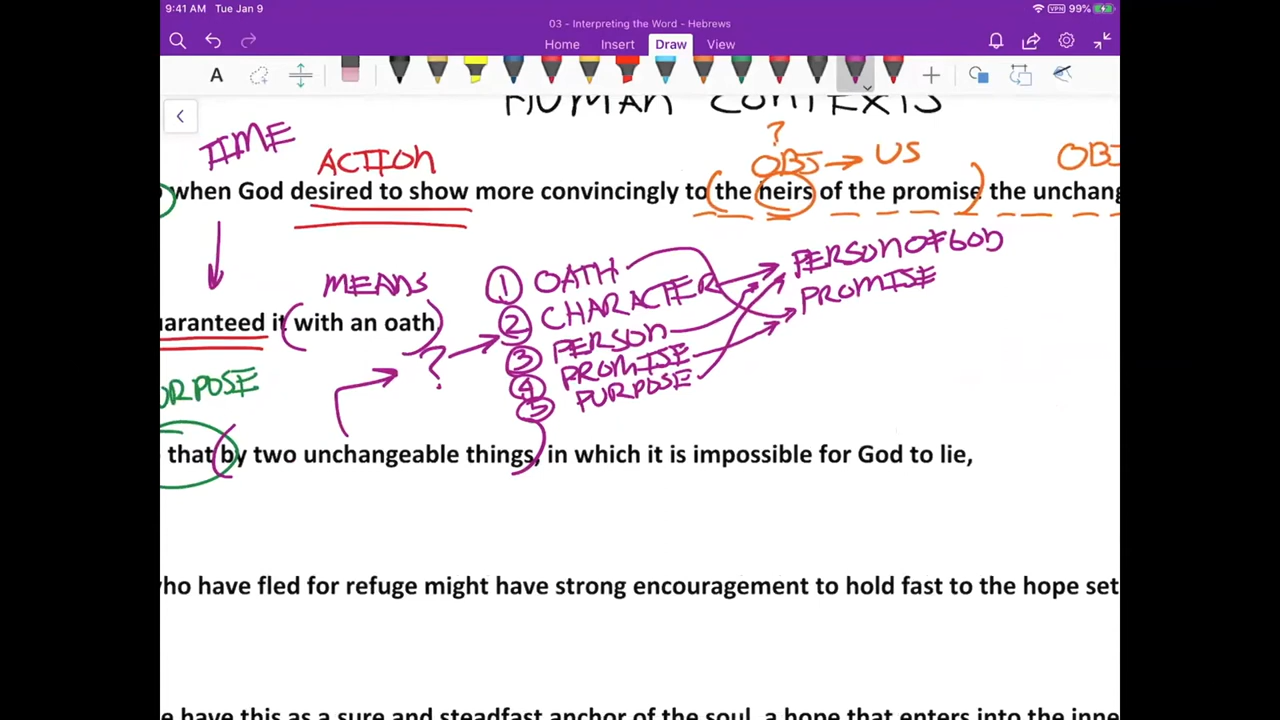 9:41 AM Tue Jan 9
VPN 99%
03 - Interpreting the Word - Hebrews
Home Insert Draw View
A
HUMAN CONTEXTS
TIME
ACTION
?
OBJ → US
OBJ
when God desired to show more convincingly to the heirs of the promise the unchang
MEANS
① OATH
② CHARACTER
③ PERSON
④ PROMISE
⑤ PURPOSE
PERSON OF GOD
PROMISE
uaranteed it with an oath,
?
RPOSE
that by two unchangeable things, in which it is impossible for God to lie,
who have fled for refuge might have strong encouragement to hold fast to the hope set
e have this as a sure and steadfast anchor of the soul, a hope that enters into the inne